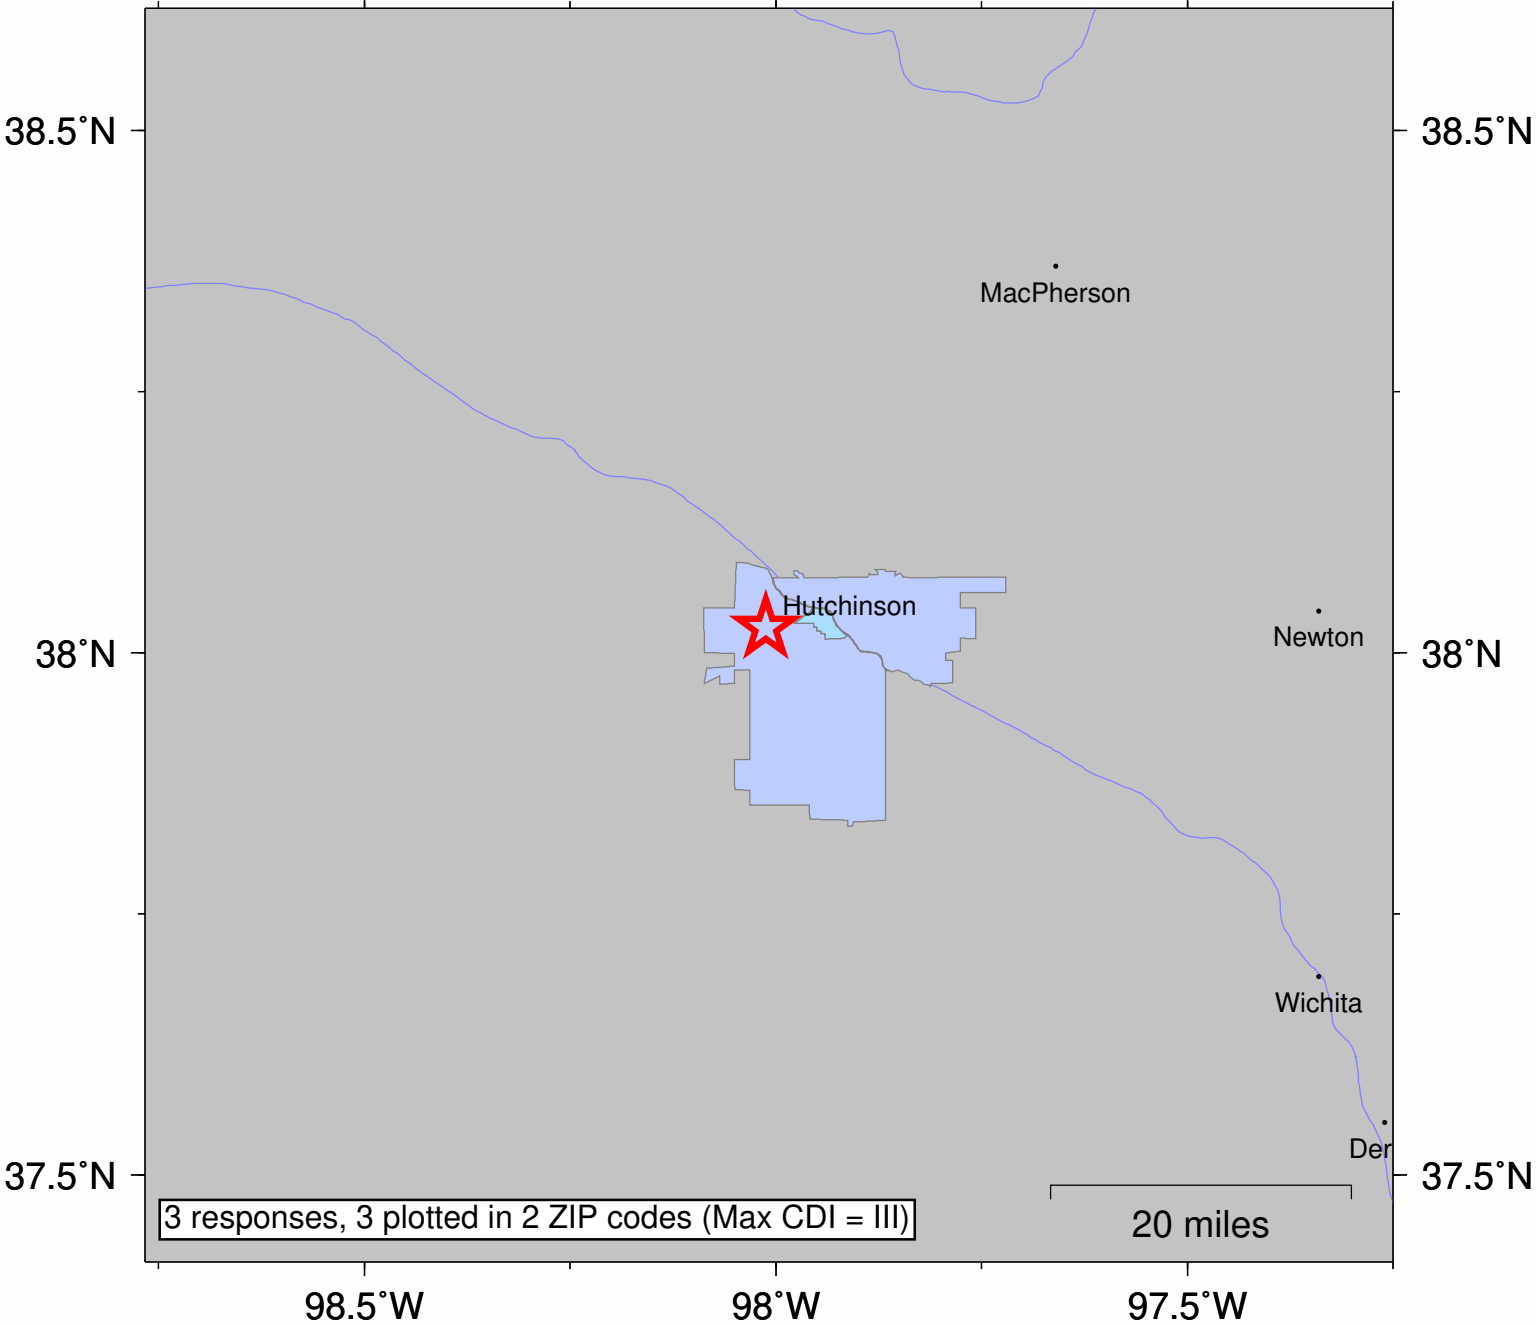 38.5˚N
38.5˚N
MacPherson
Hutchinson
Newton
38˚N
38˚N
Wichita
Der
37.5˚N
37.5˚N
3 responses, 3 plotted in 2 ZIP codes (Max CDI = III)
20 miles
98.5˚W
98˚W
97.5˚W